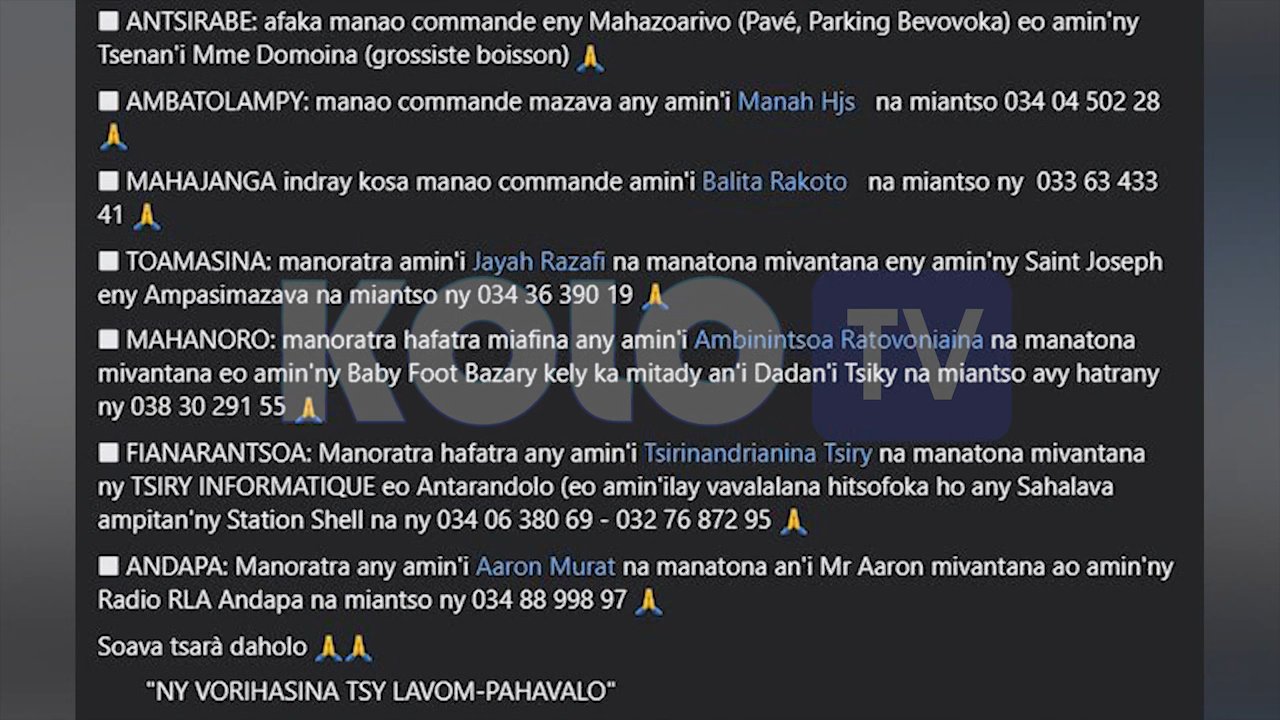 ANTSIRABE: afaka manao commande eny Mahazoarivo (Pavé, Parking Bevovoka) eo amin'ny
Tsenan'i Mme Domoina (grossiste boisson) 🙏
AMBATOLAMPY: manao commande mazava any amin'i Manah Hjs na miantso 034 04 502 28
🙏
MAHAJANGA indray kosa manao commande amin'i Balita Rakoto na miantso ny 033 63 433
41 🙏
TOAMASINA: manoratra amin'i Jayah Razafi na manatona mivantana eny amin'ny Saint Joseph
eny Ampasimazava na miantso ny 034 36 390 19 🙏
MAHANORO: manoratra hafatra miafina any amin'i Ambinintsoa Ratovoniaina na manatona
mivantana eo amin'ny Baby Foot Bazary kely ka mitady an'i Dadan'i Tsiky na miantso avy hatrany
ny 038 30 291 55 🙏
FIANARANTSOA: Manoratra hafatra any amin'i Tsirinandrianina Tsiry na manatona mivantana
ny TSIRY INFORMATIQUE eo Antarandolo (eo amin'ilay vavalalana hitsofoka ho any Sahalava
ampitan'ny Station Shell na ny 034 06 380 69 - 032 76 872 95 🙏
ANDAPA: Manoratra any amin'i Aaron Murat na manatona an'i Mr Aaron mivantana ao amin'ny
Radio RLA Andapa na miantso ny 034 88 998 97 🙏
Soava tsarà daholo 🙏🙏
"NY VORIHASINA TSY LAVOM-PAHAVALO"
KOLO TV